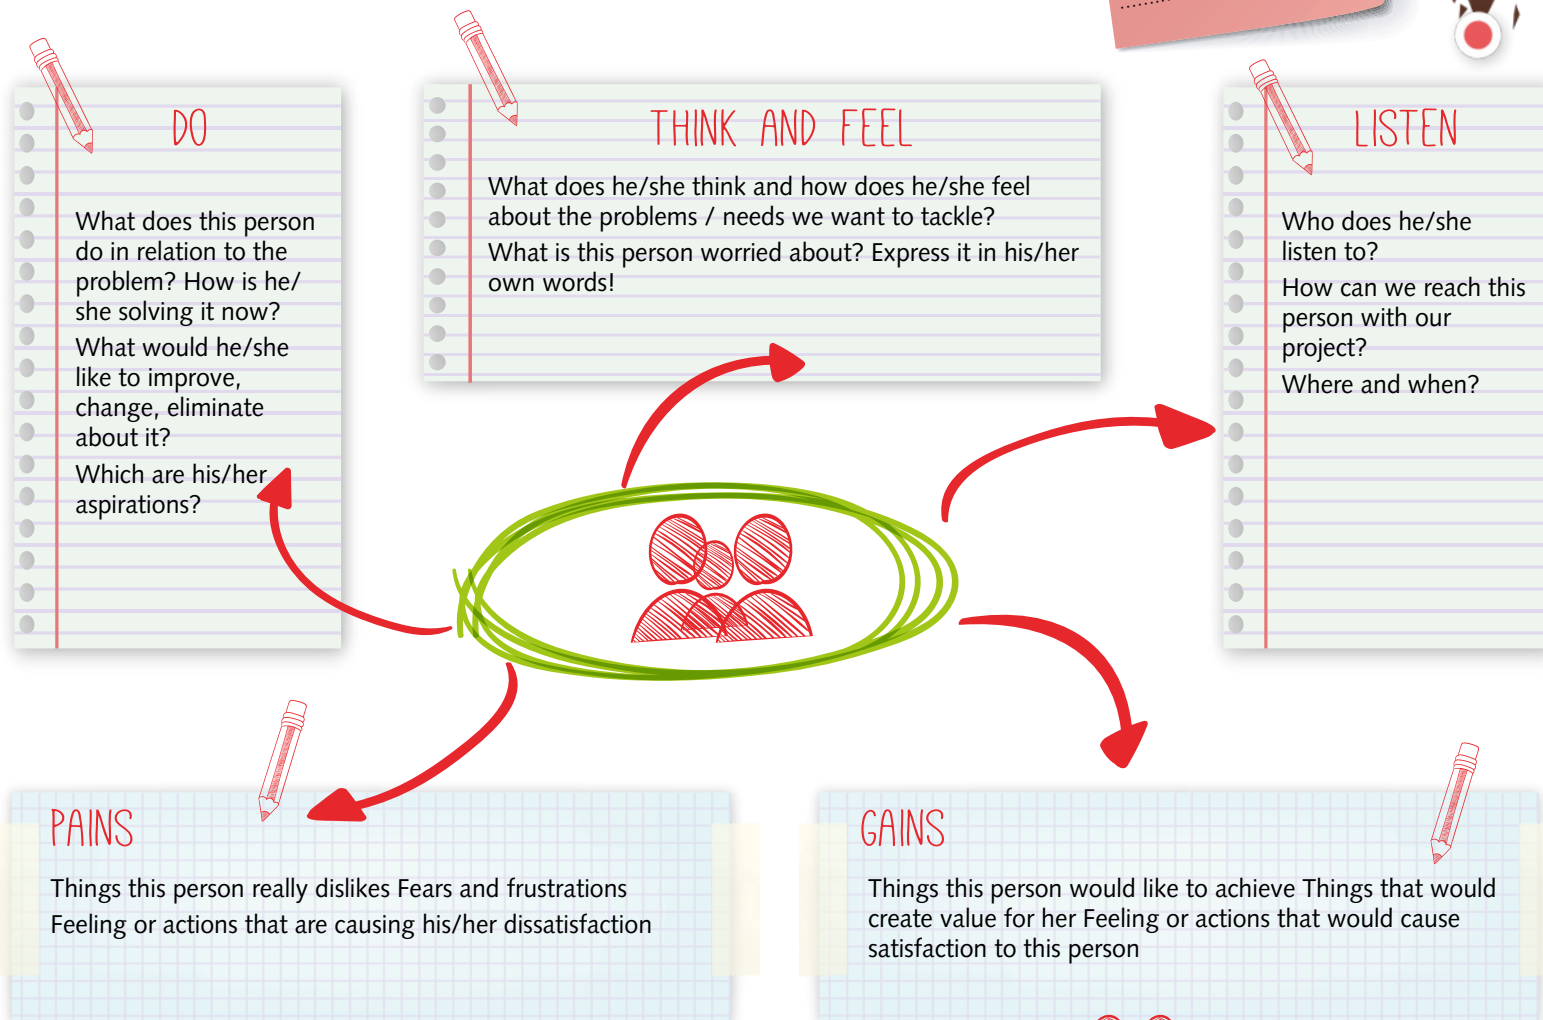 DO
What does this person
do in relation to the
problem? How is he/
she solving it now?
What would he/she
like to improve,
change, eliminate
about it?
Which are his/her
aspirations?
THINK AND FEEL
What does he/she think and how does he/she feel
about the problems / needs we want to tackle?
What is this person worried about? Express it in his/her
own words!
LISTEN
Who does he/she
listen to?
How can we reach this
person with our
project?
Where and when?
PAINS
Things this person really dislikes Fears and frustrations
Feeling or actions that are causing his/her dissatisfaction
GAINS
Things this person would like to achieve Things that would
create value for her Feeling or actions that would cause
satisfaction to this person